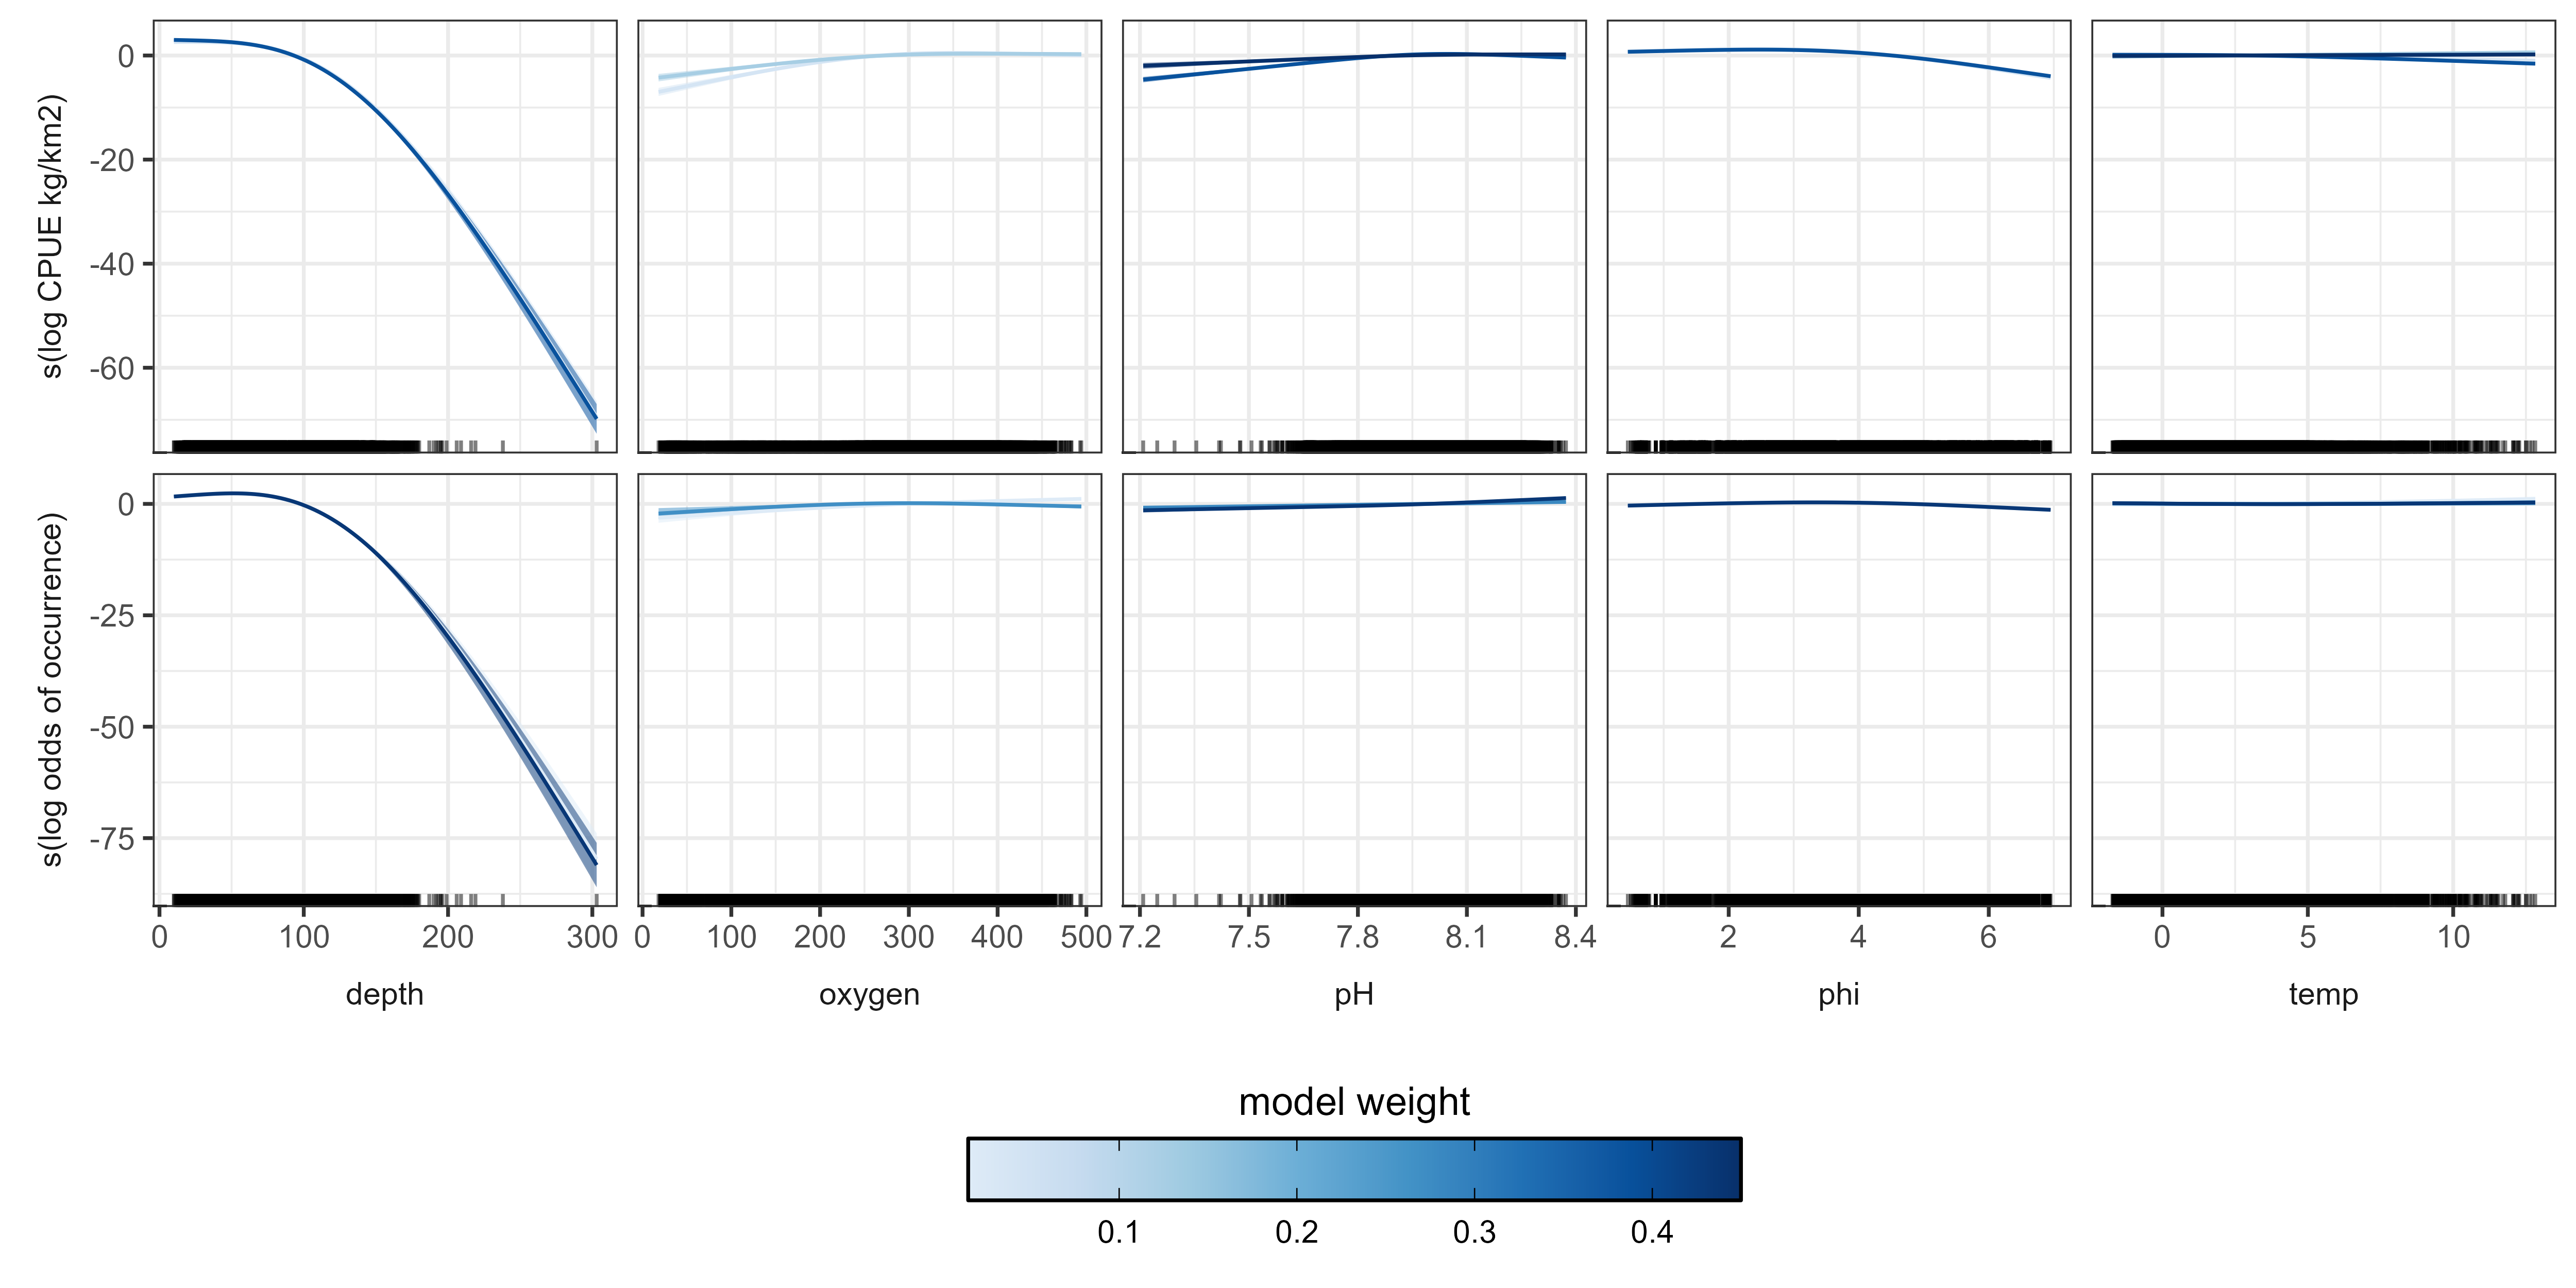 s(log CPUE kg/km2)
0
-20
-40
-60
s(log odds of occurrence)
0
-25
-50
-75
0 100 200 300 0 100 200 300 400 500 7.2 7.5 7.8 8.1 8.4 2 4 6 0 5 10
depth oxygen pH phi temp
model weight
0.1 0.2 0.3 0.4